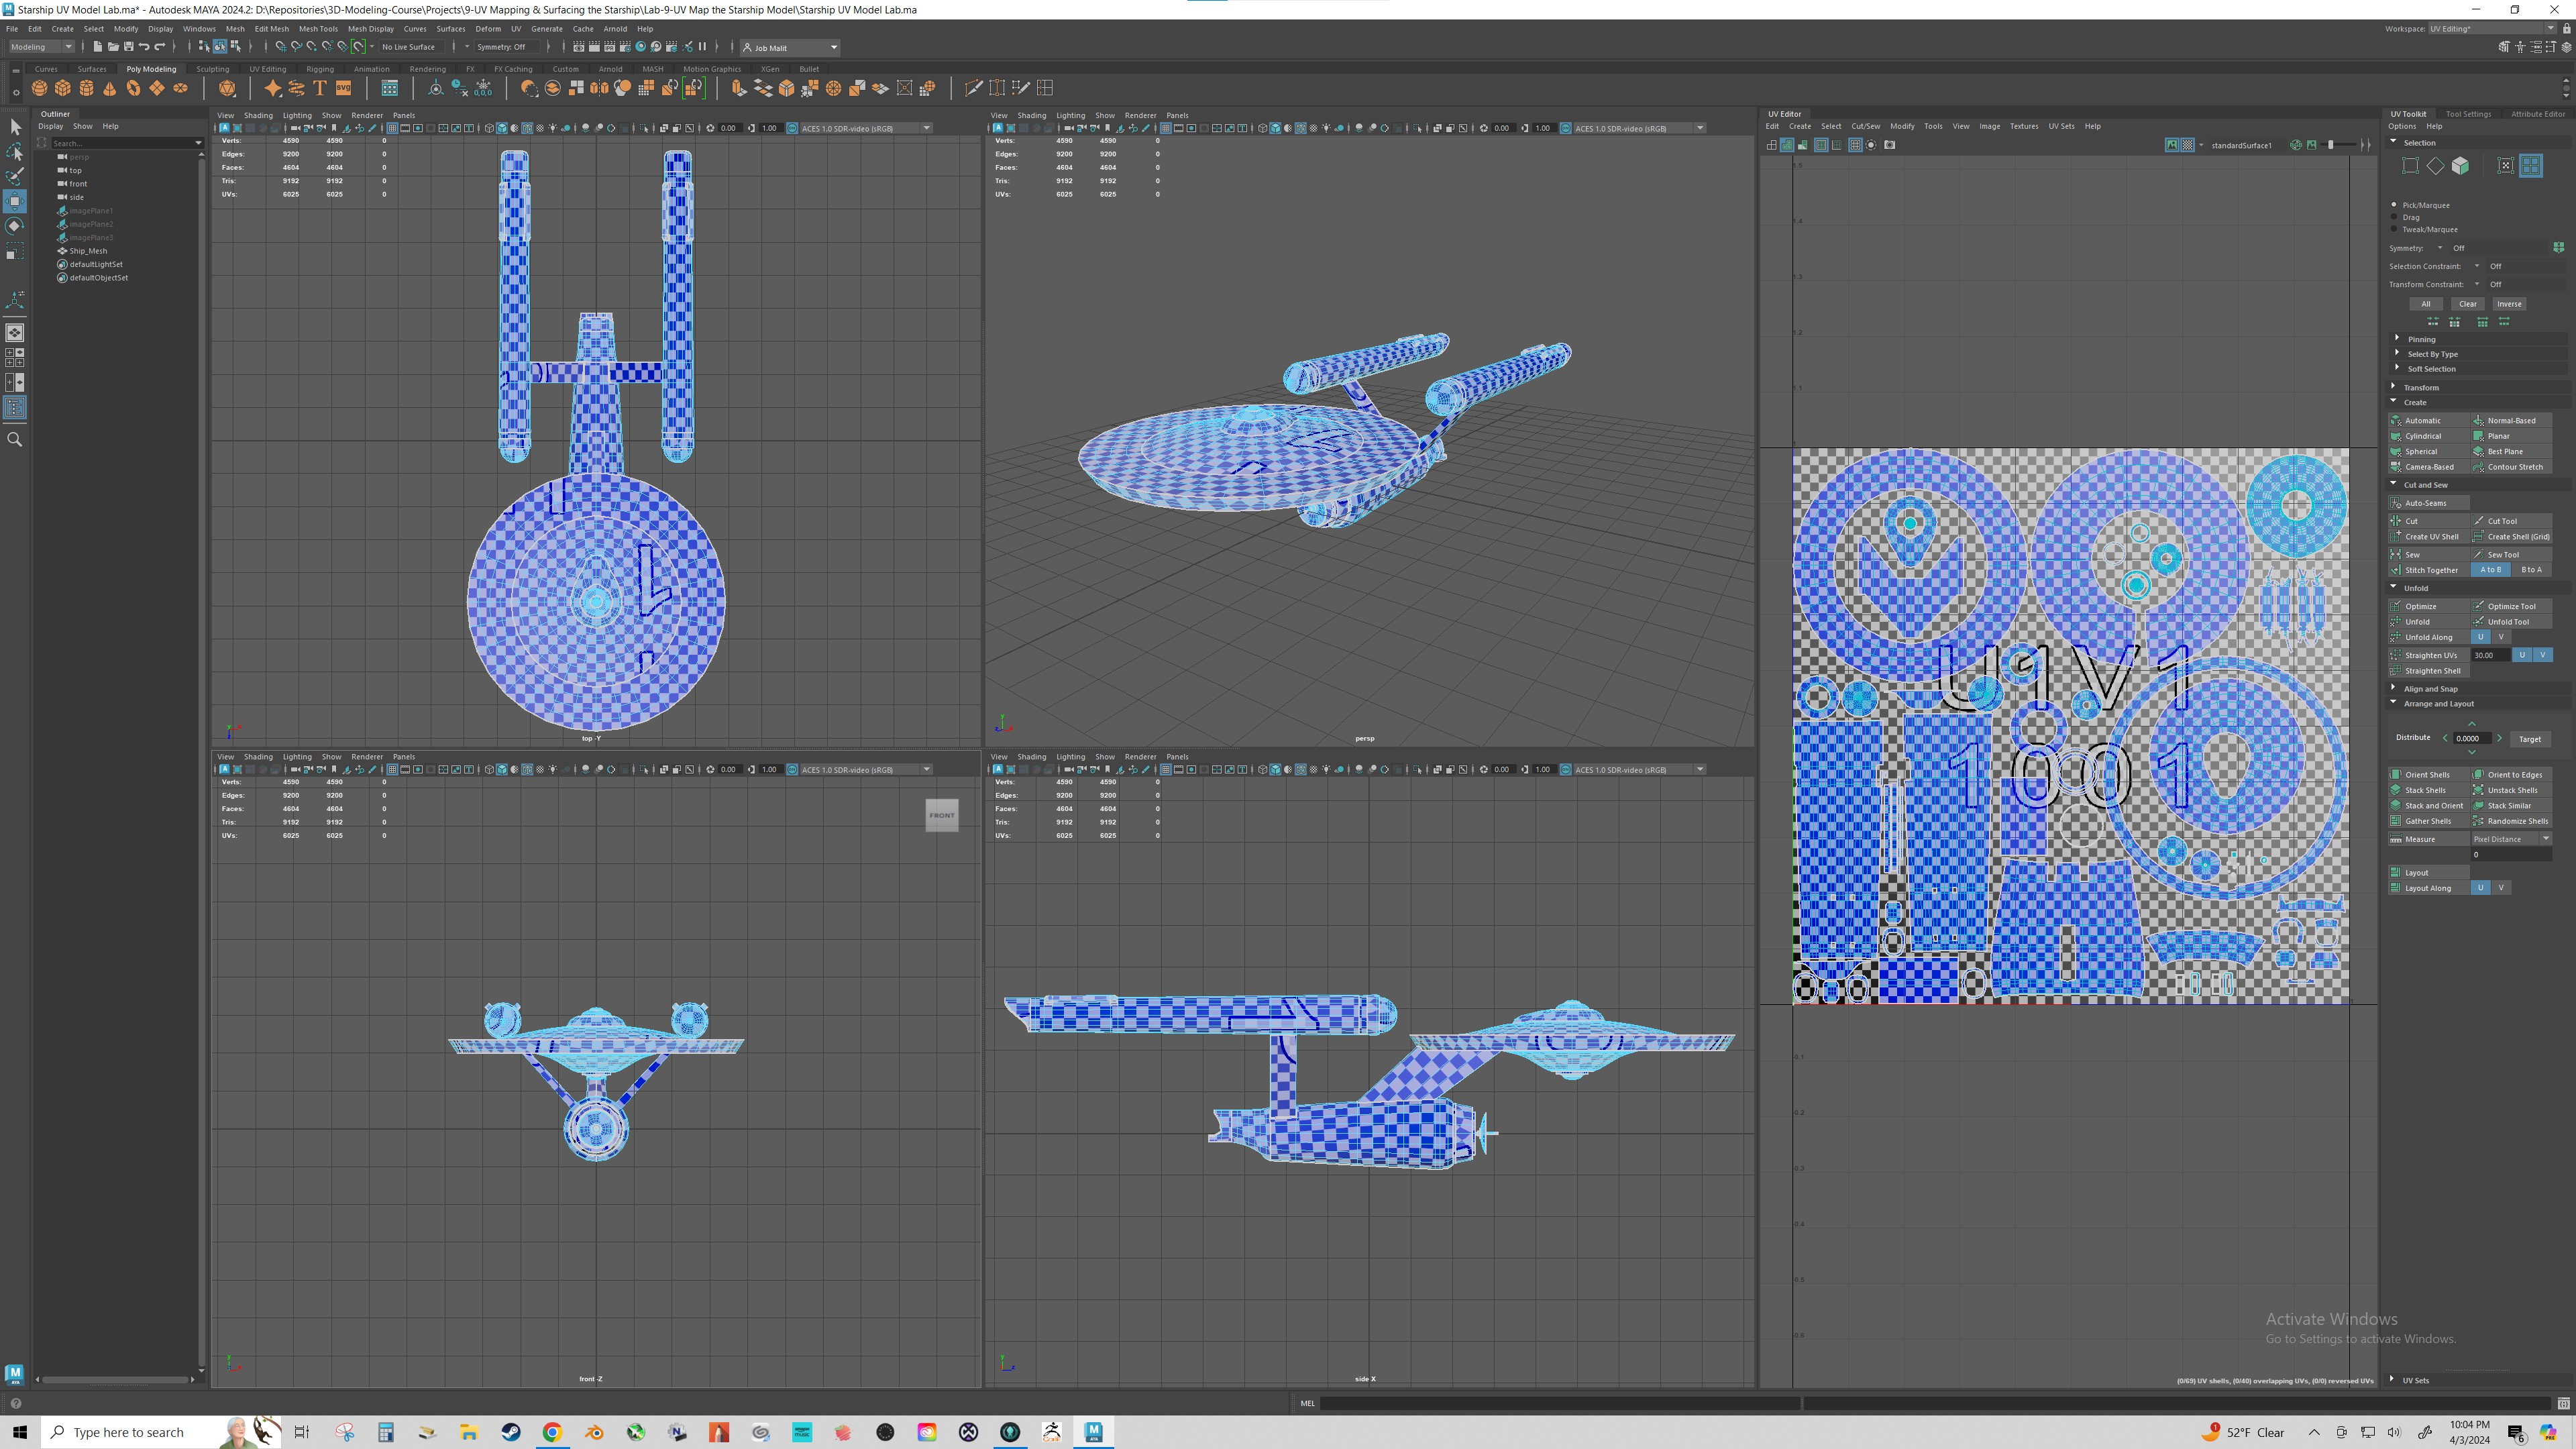 Starship UV Model Lab.ma* - Autodesk MAYA 2024.2: D:\Repositories\3D-Modeling-Course\Projects\9-UV Mapping & Surfacing the Starship\Lab-9-UV Map the Starship Model\Starship UV Model Lab.ma
File Edit Create Select Modify Display Windows Mesh Edit Mesh Mesh Tools Mesh Display Curves Surfaces Deform UV Generate Cache Arnold Help
Workspace: UV Editing*
Modeling No Live Surface Symmetry: Off Job Malit
Curves Surfaces Poly Modeling Sculpting UV Editing Rigging Animation Rendering FX FX Caching Custom Arnold MASH Motion Graphics XGen Bullet
Outliner
Display Show Help
Search...
persp
top
front
side
imagePlane1
imagePlane2
imagePlane3
Ship_Mesh
defaultLightSet
defaultObjectSet
View Shading Lighting Show Renderer Panels
0.00 1.00 ACES 1.0 SDR-video (sRGB)
Verts: 4590 4590 0
Edges: 9200 9200 0
Faces: 4604 4604 0
Tris: 9192 9192 0
UVs: 6025 6025 0
top -Y
View Shading Lighting Show Renderer Panels
0.00 1.00 ACES 1.0 SDR-video (sRGB)
Verts: 4590 4590 0
Edges: 9200 9200 0
Faces: 4604 4604 0
Tris: 9192 9192 0
UVs: 6025 6025 0
persp
View Shading Lighting Show Renderer Panels
0.00 1.00 ACES 1.0 SDR-video (sRGB)
Verts: 4590 4590 0
Edges: 9200 9200 0
Faces: 4604 4604 0
Tris: 9192 9192 0
UVs: 6025 6025 0
FRONT
front -Z
View Shading Lighting Show Renderer Panels
0.00 1.00 ACES 1.0 SDR-video (sRGB)
Verts: 4590 4590 0
Edges: 9200 9200 0
Faces: 4604 4604 0
Tris: 9192 9192 0
UVs: 6025 6025 0
side X
UV Editor
Edit Create Select Cut/Sew Modify Tools View Image Textures UV Sets Help
standardSurface1
u1v1
1001
(0/69) UV shells, (0/40) overlapping UVs, (0/0) reversed UVs
UV Toolkit Tool Settings Attribute Editor
Options Help
Selection
Pick/Marquee
Drag
Tweak/Marquee
Symmetry: Off
Selection Constraint: Off
Transform Constraint: Off
All Clear Inverse
Pinning
Select By Type
Soft Selection
Transform
Create
Automatic Normal-Based
Cylindrical Planar
Spherical Best Plane
Camera-Based Contour Stretch
Cut and Sew
Auto-Seams
Cut Cut Tool
Create UV Shell Create Shell (Grid)
Sew Sew Tool
Stitch Together A to B B to A
Unfold
Optimize Optimize Tool
Unfold Unfold Tool
Unfold Along U V
Straighten UVs 30.00 U V
Straighten Shell
Align and Snap
Arrange and Layout
Distribute 0.0000 Target
Orient Shells Orient to Edges
Stack Shells Unstack Shells
Stack and Orient Stack Similar
Gather Shells Randomize Shells
Measure Pixel Distance
0
Layout
Layout Along U V
Activate Windows
Go to Settings to activate Windows.
UV Sets
MEL
Type here to search
52°F Clear
10:04 PM
4/3/2024